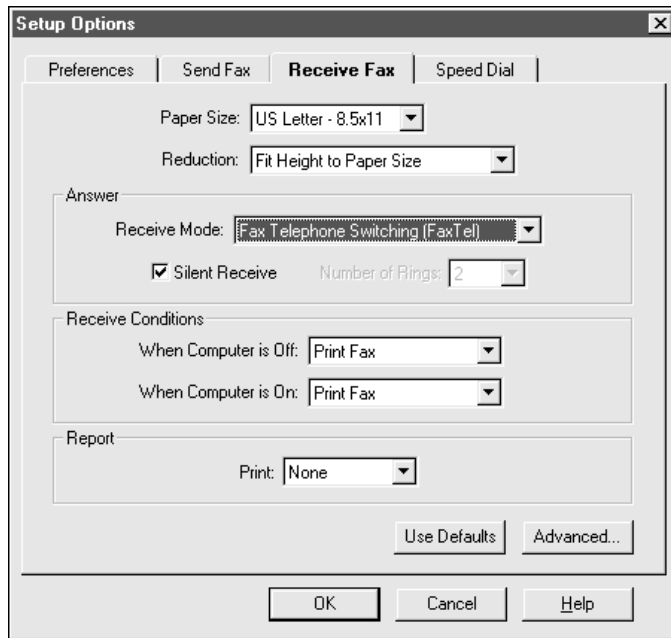 Setup Options
Preferences Send Fax Receive Fax Speed Dial
Paper Size: US Letter - 8.5x11
Reduction: Fit Height to Paper Size
Answer
Receive Mode: Fax Telephone Switching (FaxTel)
Silent Receive Number of Rings: 2
Receive Conditions
When Computer is Off: Print Fax
When Computer is On: Print Fax
Report
Print: None
Use Defaults Advanced...
OK Cancel Help